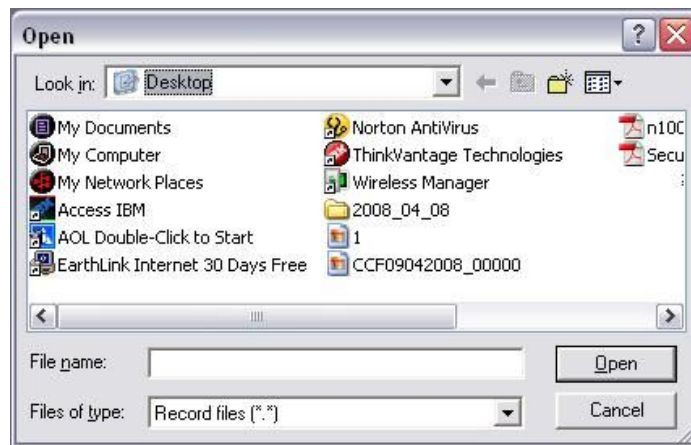 Open
Look in: Desktop
My Documents
My Computer
My Network Places
Access IBM
AOL Double-Click to Start
EarthLink Internet 30 Days Free
Norton AntiVirus
ThinkVantage Technologies
Wireless Manager
2008_04_08
1
CCF09042008_00000
n10C
Secu
File name:
Open
Files of type: Record files (*.*)
Cancel